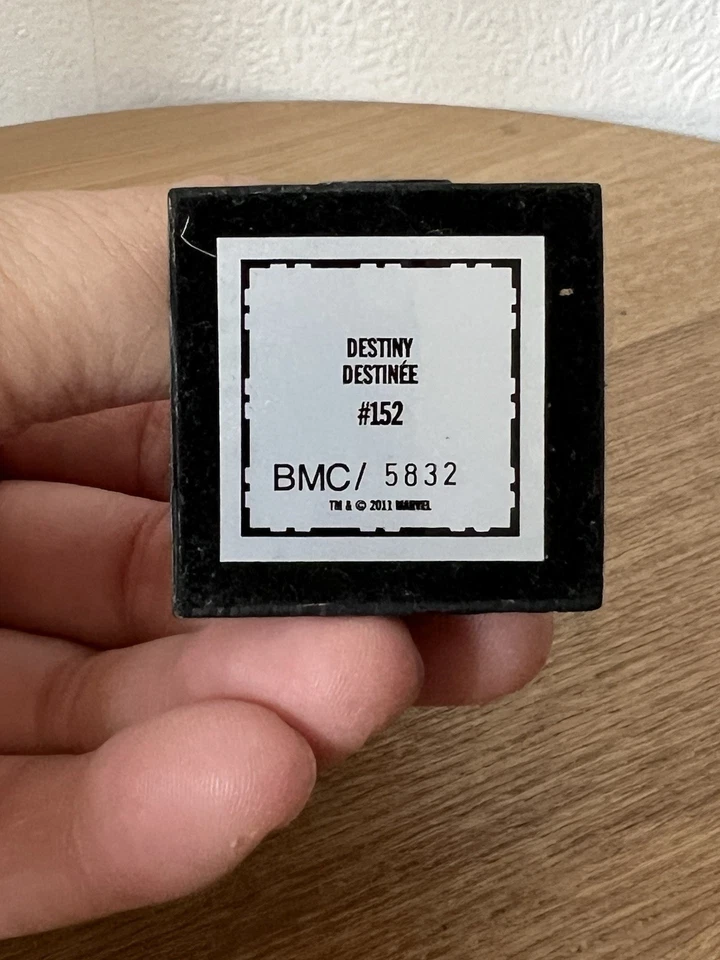 DESTINY
DESTINÉE
#152
BMC/ 5832
TM & © 2011 MARVEL